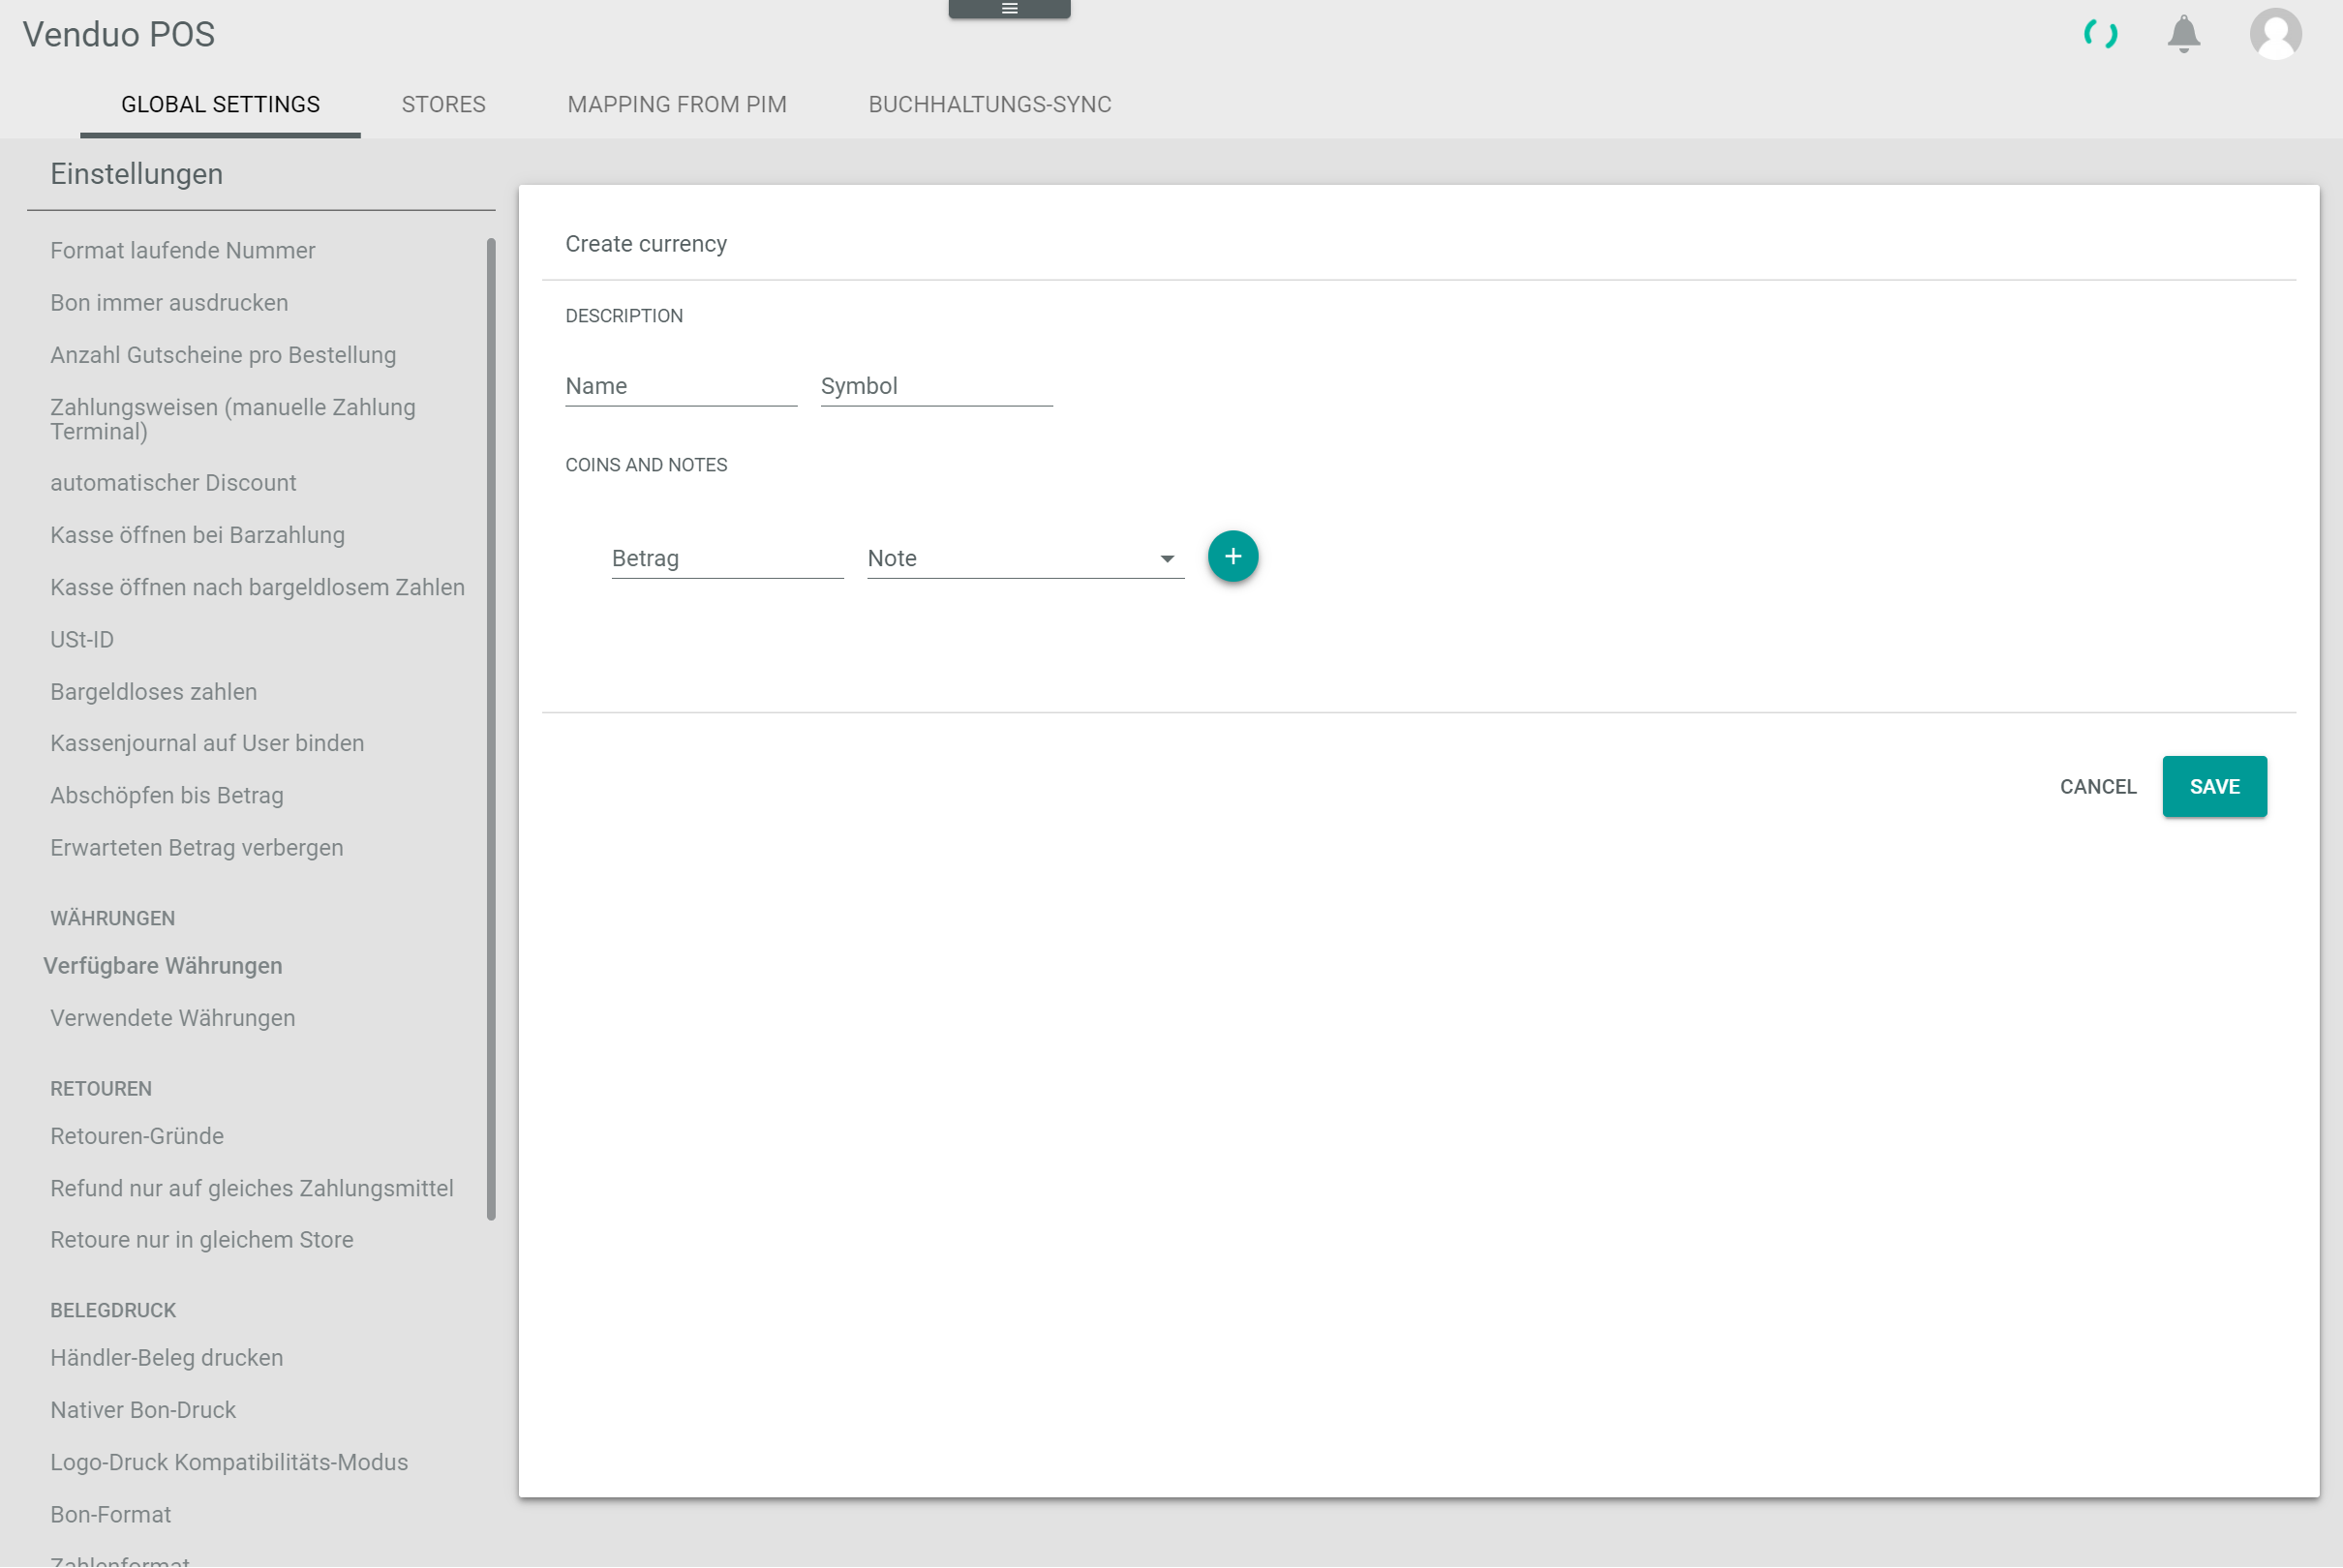 Venduo POS
GLOBAL SETTINGS
STORES
MAPPING FROM PIM
BUCHHALTUNGS-SYNC
Einstellungen
Format laufende Nummer
Bon immer ausdrucken
Anzahl Gutscheine pro Bestellung
Zahlungsweisen (manuelle Zahlung
Terminal)
automatischer Discount
Kasse öffnen bei Barzahlung
Kasse öffnen nach bargeldlosem Zahlen
USt-ID
Bargeldloses zahlen
Kassenjournal auf User binden
Abschöpfen bis Betrag
Erwarteten Betrag verbergen
WÄHRUNGEN
Verfügbare Währungen
Verwendete Währungen
RETOUREN
Retouren-Gründe
Refund nur auf gleiches Zahlungsmittel
Retoure nur in gleichem Store
BELEGDRUCK
Händler-Beleg drucken
Nativer Bon-Druck
Logo-Druck Kompatibilitäts-Modus
Bon-Format
Zahlenformat
Create currency
DESCRIPTION
Name
Symbol
COINS AND NOTES
Betrag
Note
CANCEL
SAVE